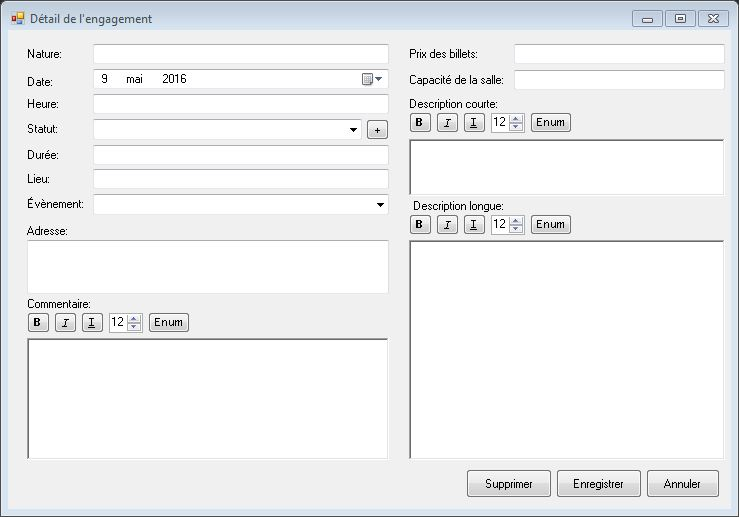 Détail de l'engagement
Nature:
Date: 9 mai 2016
Heure:
Statut: +
Durée:
Lieu:
Évènement:
Adresse:
Commentaire:
B I I 12 Enum
Prix des billets:
Capacité de la salle:
Description courte:
B I I 12 Enum
Description longue:
B I I 12 Enum
Supprimer Enregistrer Annuler